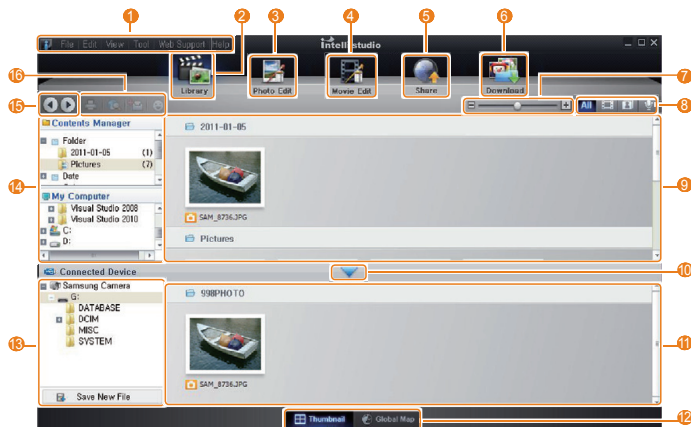 1 2 3 4 5 6
File Edit View Tool Web Support Help
Intelli-studio
Library Photo Edit Movie Edit Share Download
16 7
15 All 8
Contents Manager
Folder
2011-01-05 (1)
Pictures (7)
Date
14
My Computer
Visual Studio 2008
Visual Studio 2010
C:
D:
2011-01-05
SAM_8736.JPG
9
Pictures
Connected Device 10
Samsung Camera
G:
DATABASE
DCIM
MISC
SYSTEM
13
Save New File
998PHOTO
SAM_8736.JPG
11
Thumbnail Global Map 12